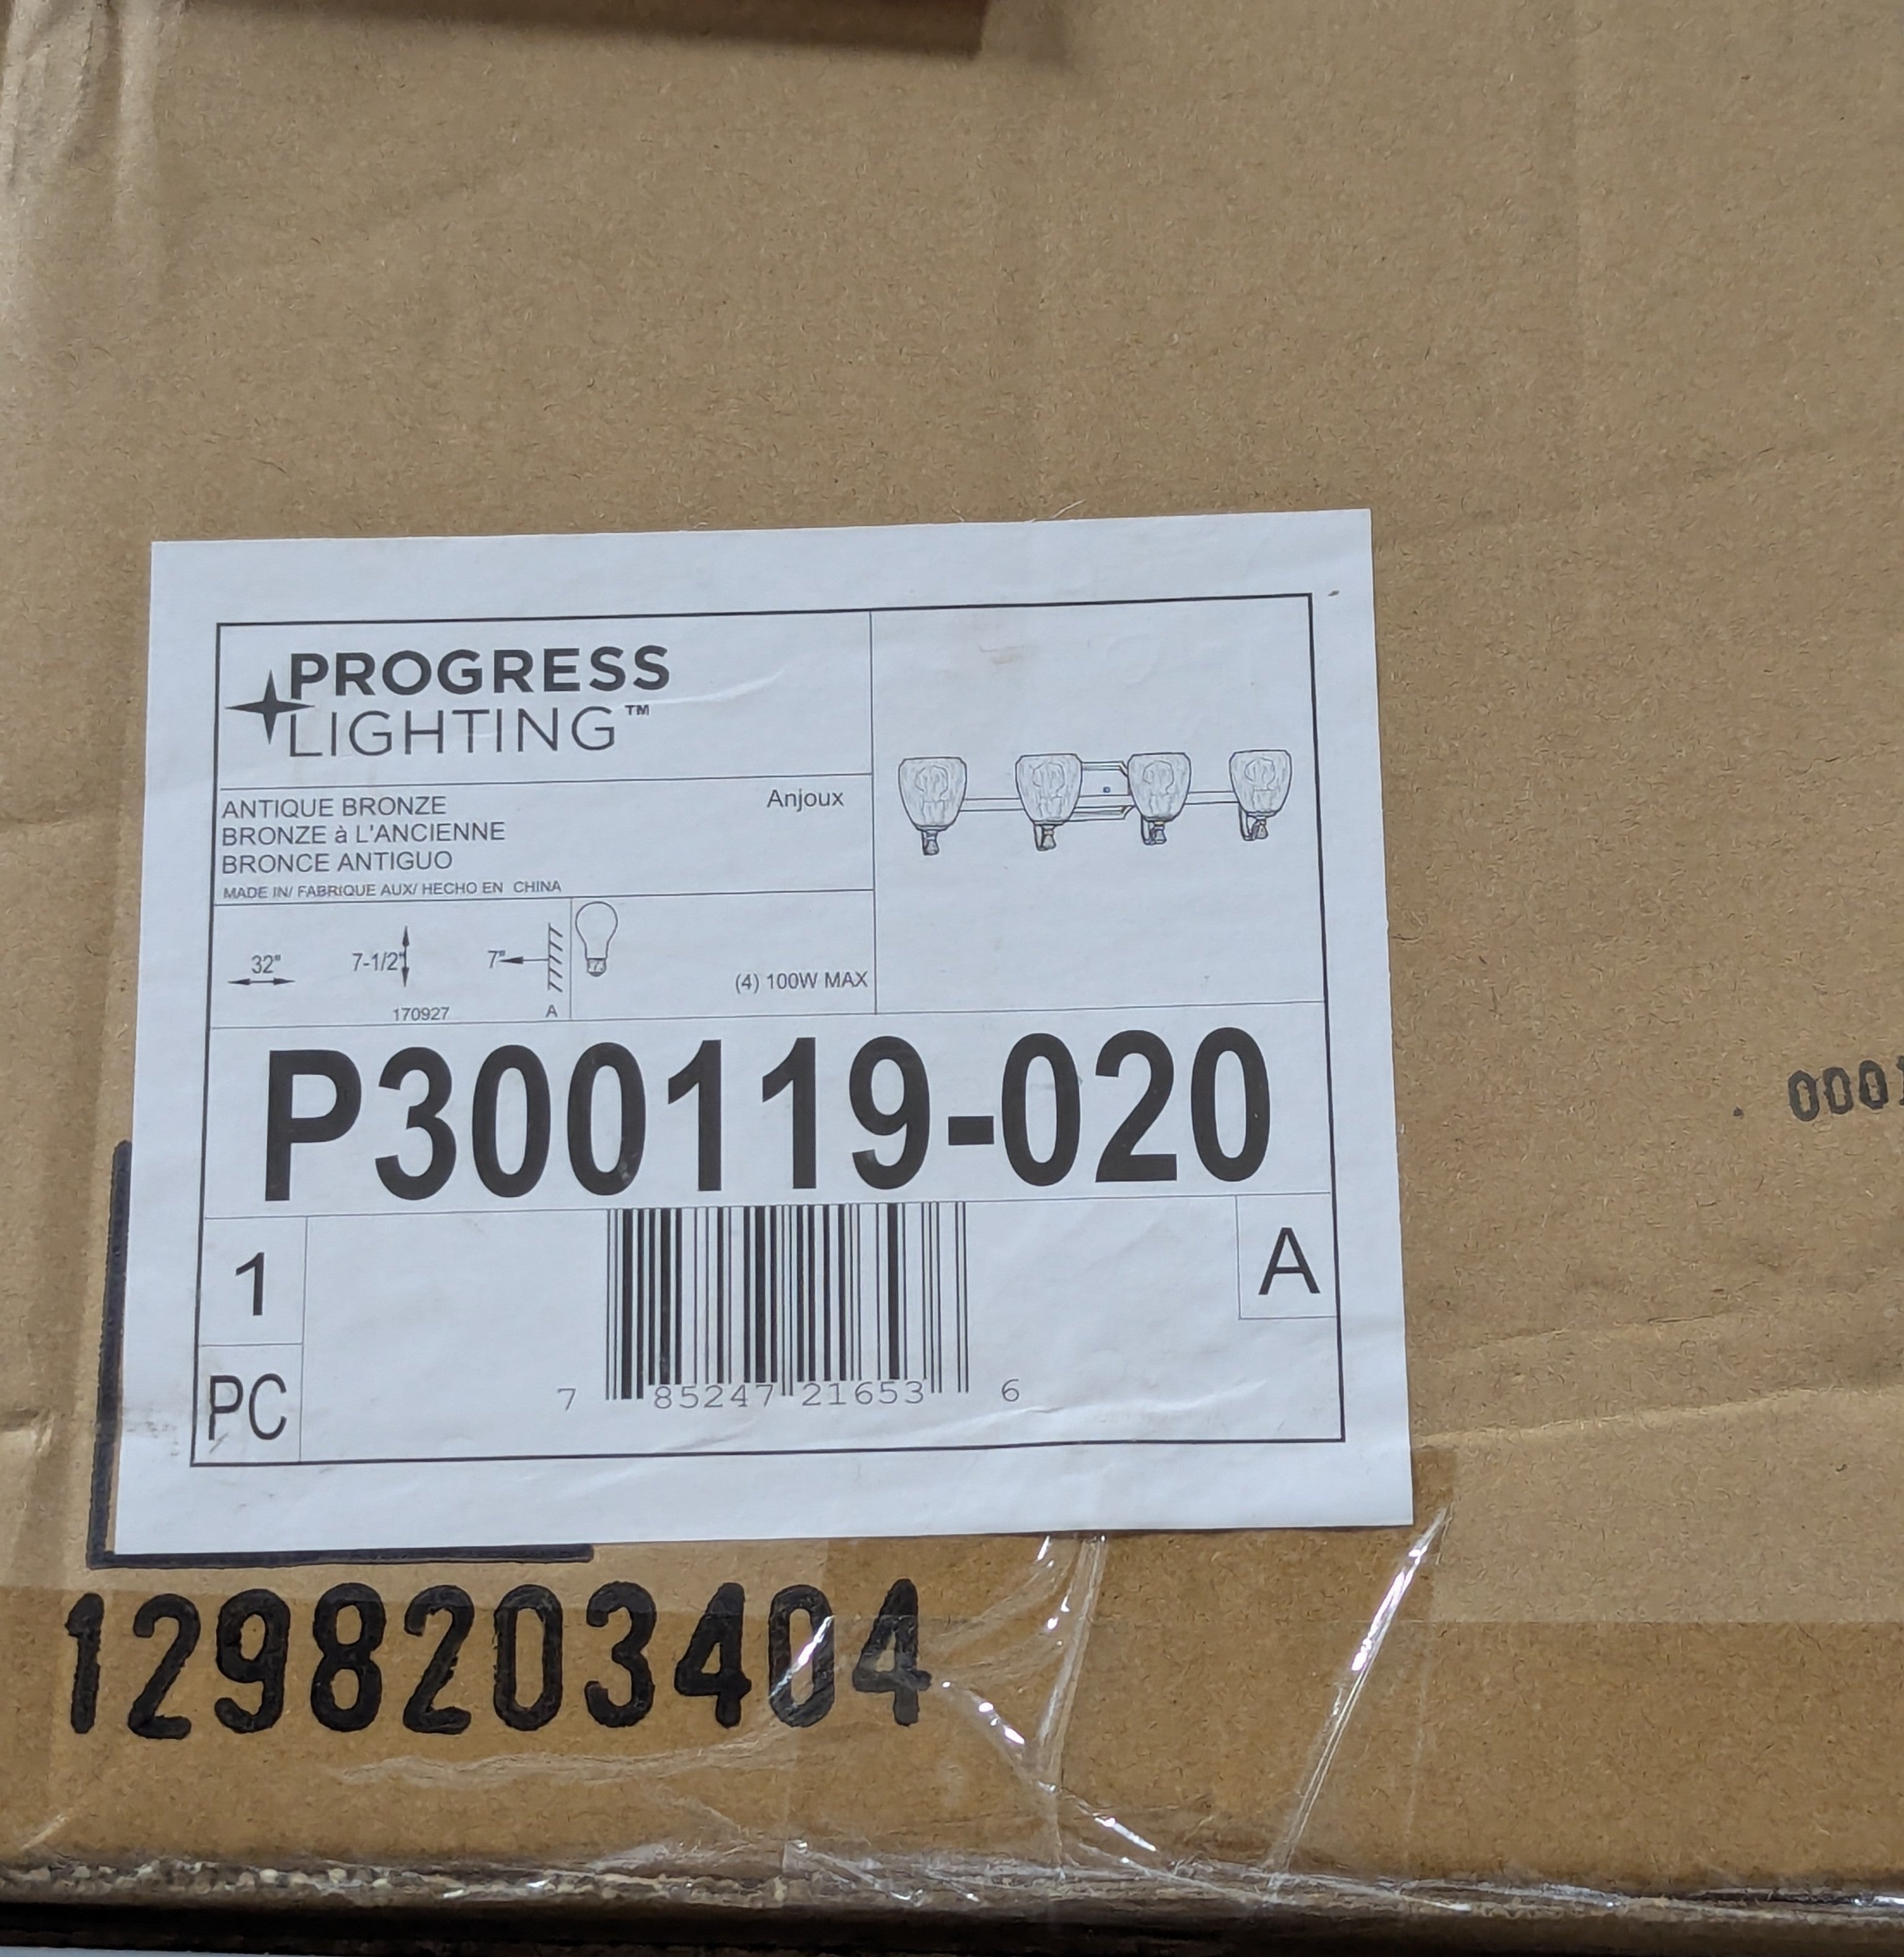 PROGRESS
LIGHTING™
ANTIQUE BRONZE
Anjoux
BRONZE à L'ANCIENNE
BRONCE ANTIGUO
MADE IN/ FABRIQUE AUX/ HECHO EN CHINA
32"
7-1/2"
7"
170927
A
(4) 100W MAX
P300119-020
1
PC
A
7 85247 21653 6
1298203404